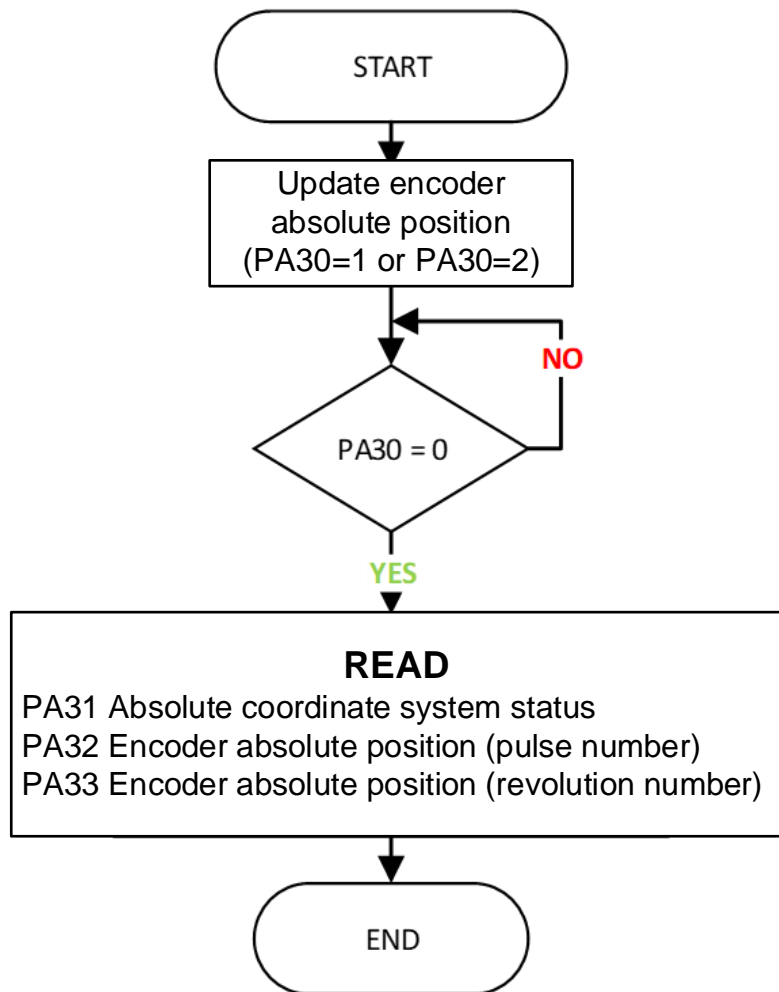 START
Update encoder
absolute position
(PA30=1 or PA30=2)
NO
PA30 = 0
YES
READ
PA31 Absolute coordinate system status
PA32 Encoder absolute position (pulse number)
PA33 Encoder absolute position (revolution number)
END